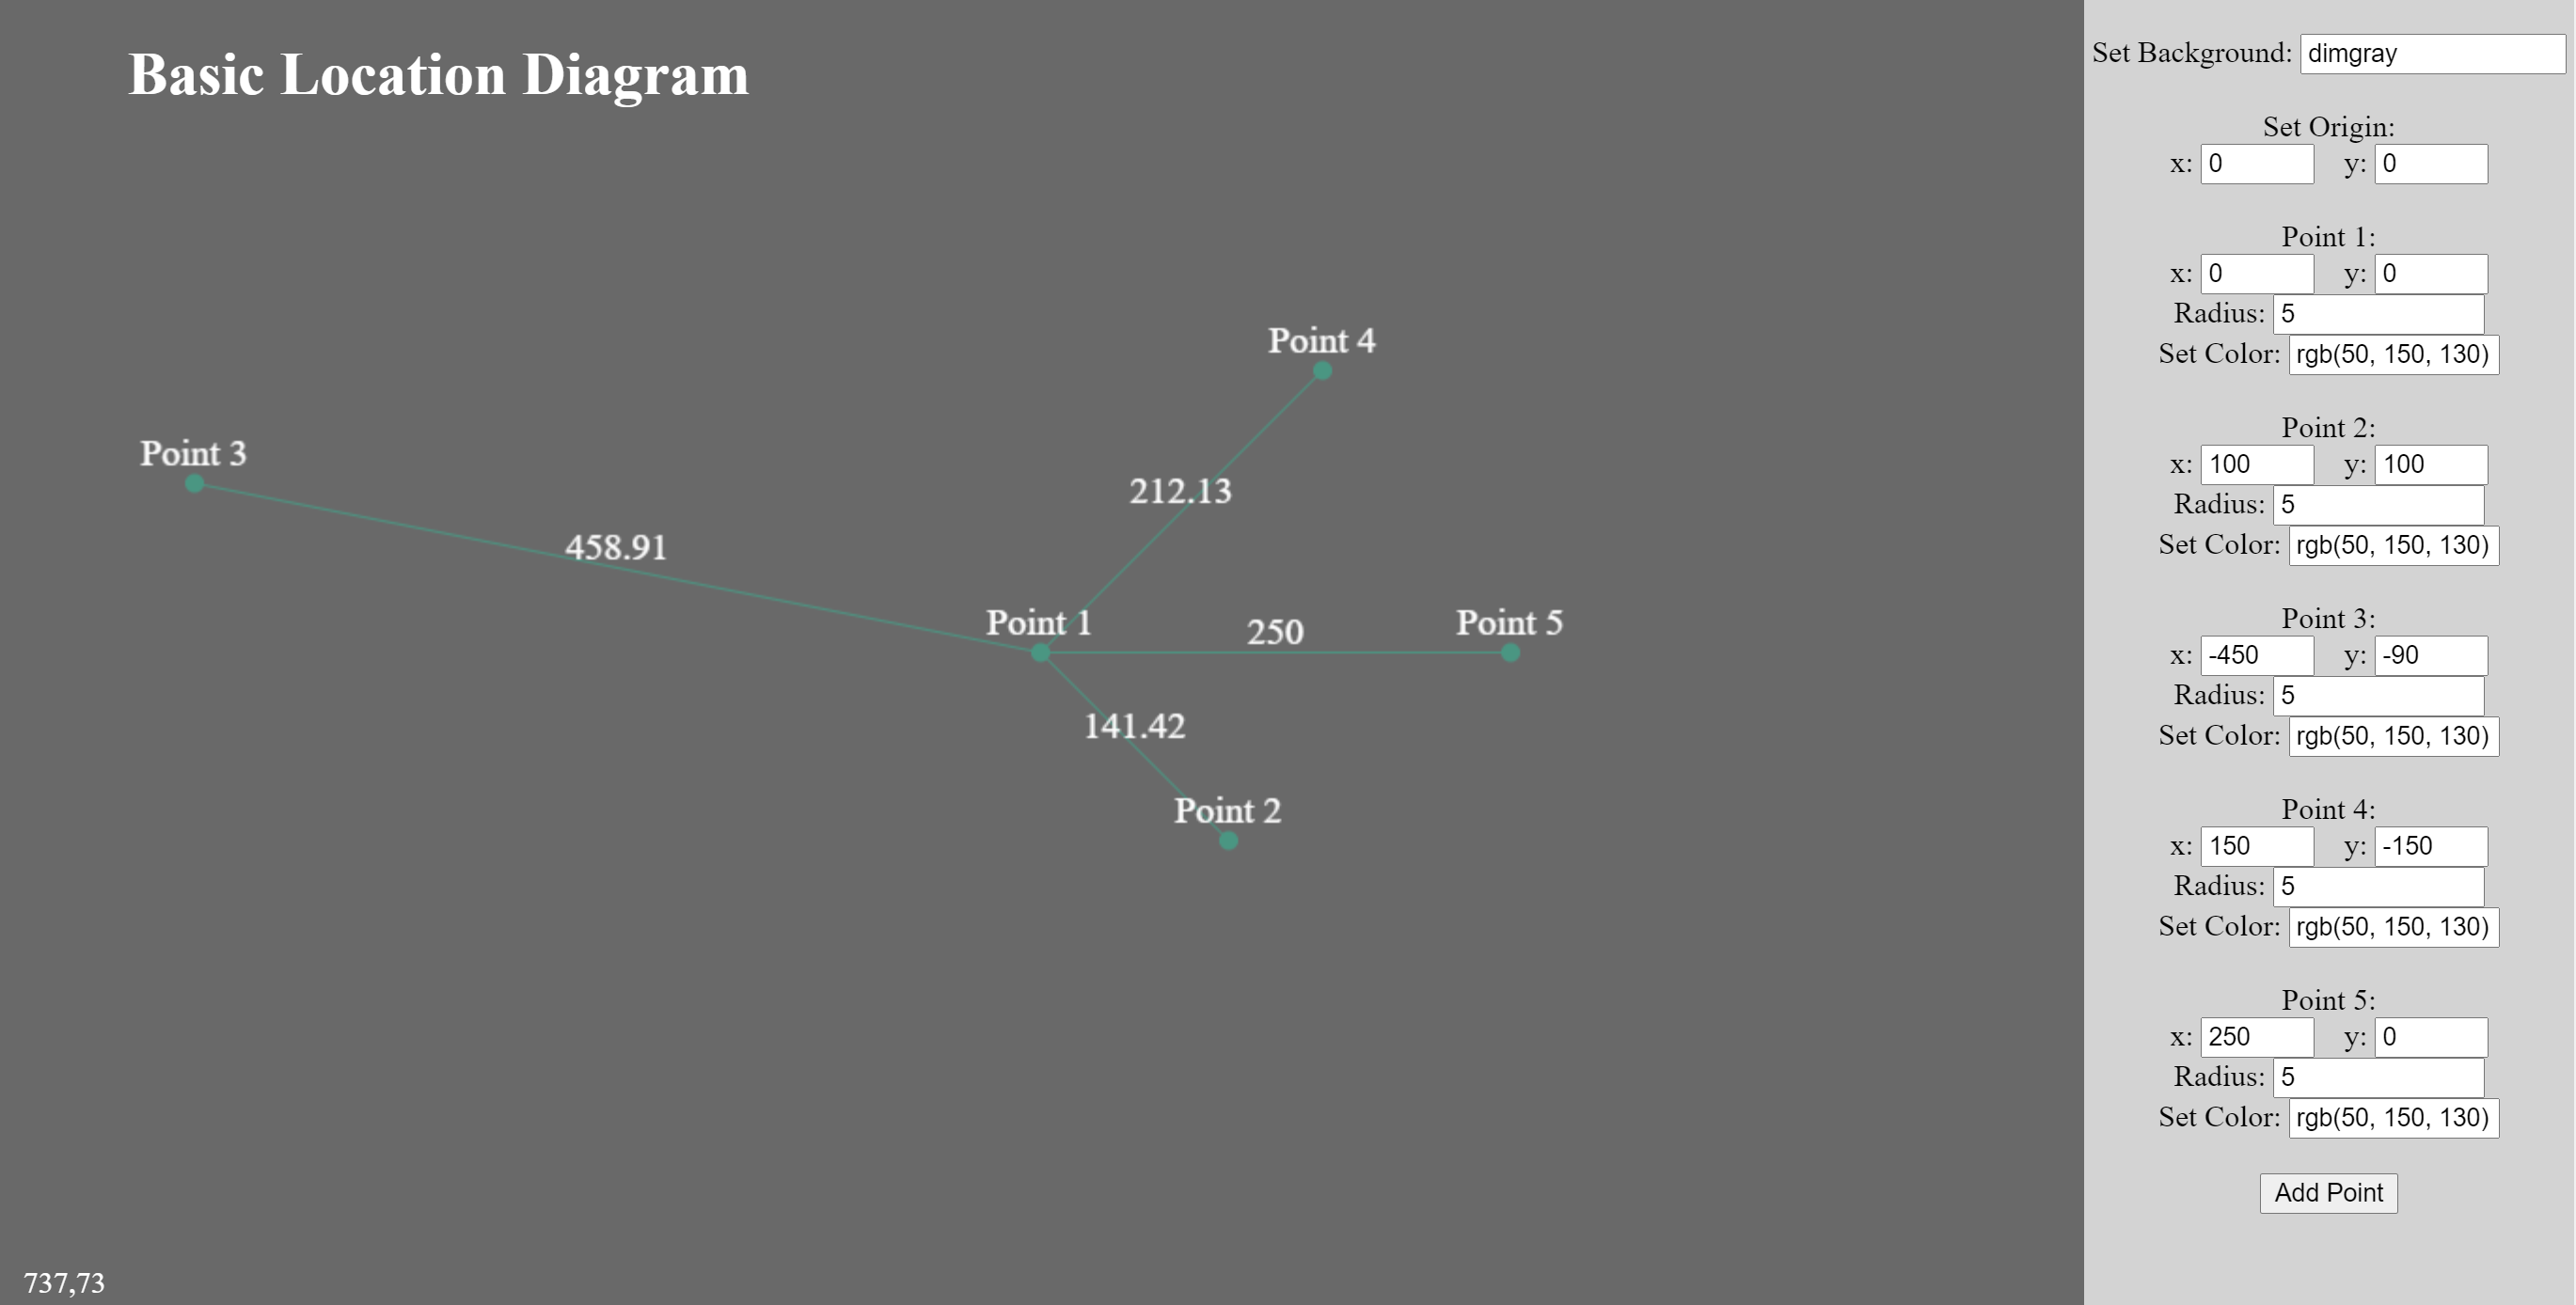 Basic Location Diagram
Point 4
Point 3
212.13
458.91
Point 1
250
Point 5
141.42
Point 2
737,73
Set Background: dimgray
Set Origin:
x: 0 y: 0
Point 1:
x: 0 y: 0
Radius: 5
Set Color: rgb(50, 150, 130)
Point 2:
x: 100 y: 100
Radius: 5
Set Color: rgb(50, 150, 130)
Point 3:
x: -450 y: -90
Radius: 5
Set Color: rgb(50, 150, 130)
Point 4:
x: 150 y: -150
Radius: 5
Set Color: rgb(50, 150, 130)
Point 5:
x: 250 y: 0
Radius: 5
Set Color: rgb(50, 150, 130)
Add Point